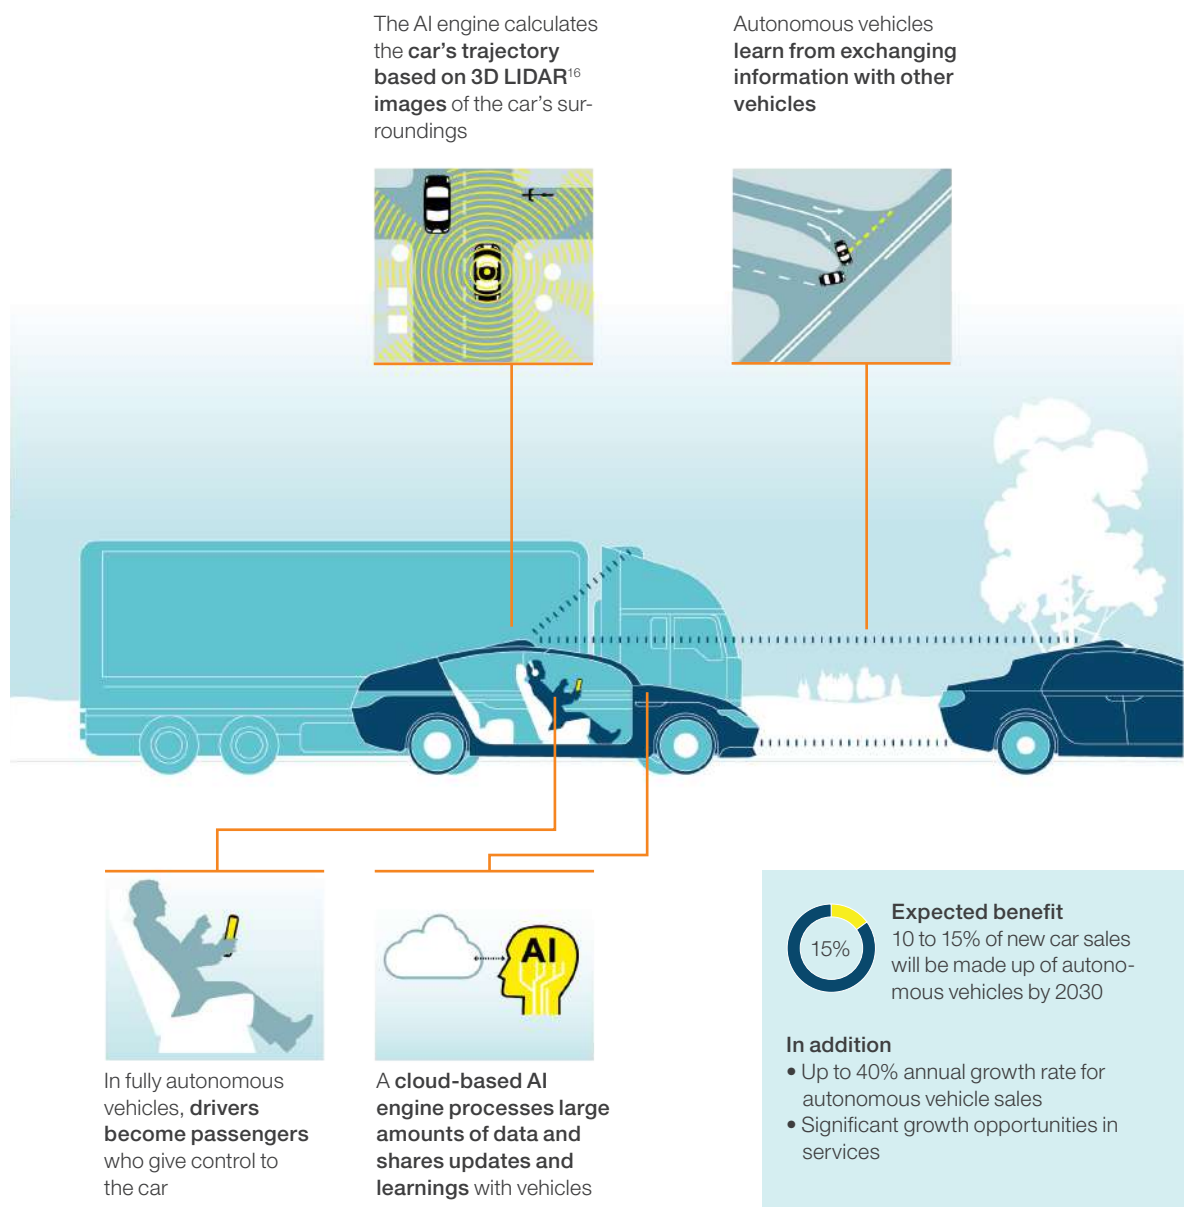 The AI engine calculates
the car's trajectory
based on 3D LIDAR16
images of the car's sur-
roundings
Autonomous vehicles
learn from exchanging
information with other
vehicles
In fully autonomous
vehicles, drivers
become passengers
who give control to
the car
AI
A cloud-based AI
engine processes large
amounts of data and
shares updates and
learnings with vehicles
15%
Expected benefit
10 to 15% of new car sales
will be made up of autono-
mous vehicles by 2030
In addition
• Up to 40% annual growth rate for
autonomous vehicle sales
• Significant growth opportunities in
services